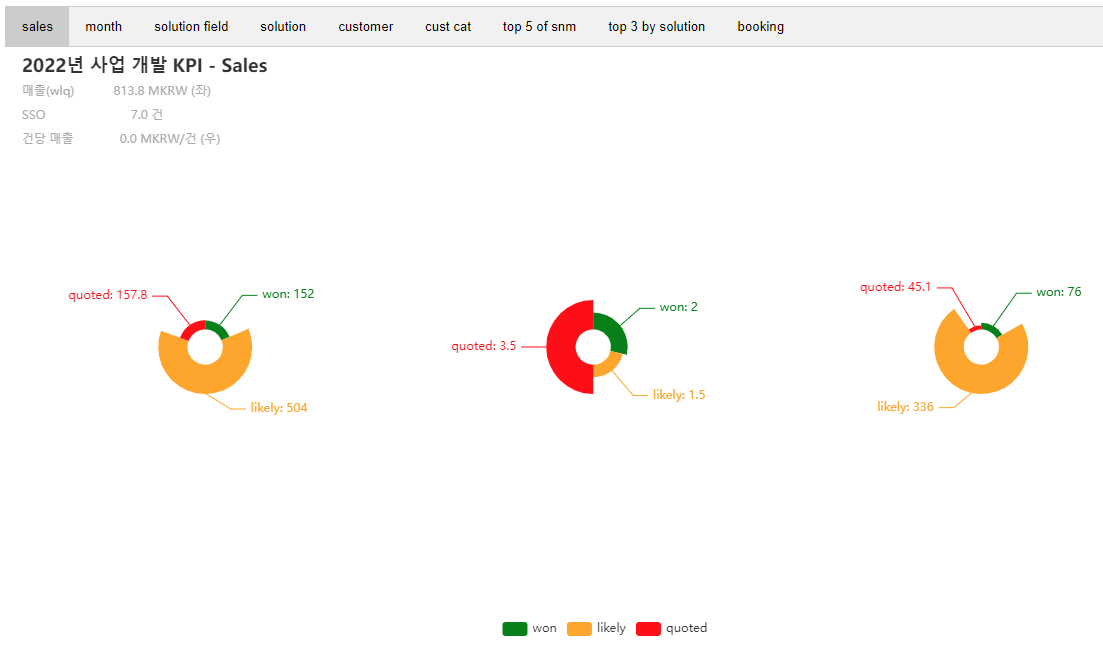 sales month solution field solution customer cust cat top 5 of snm top 3 by solution booking
2022년 사업 개발 KPI - Sales
매출(wlq) 813.8 MKRW (좌)
SSO 7.0 건
건당 매출 0.0 MKRW/건 (우)
quoted: 157.8 won: 152
likely: 504
won: 2
quoted: 3.5
likely: 1.5
quoted: 45.1 won: 76
likely: 336
won likely quoted